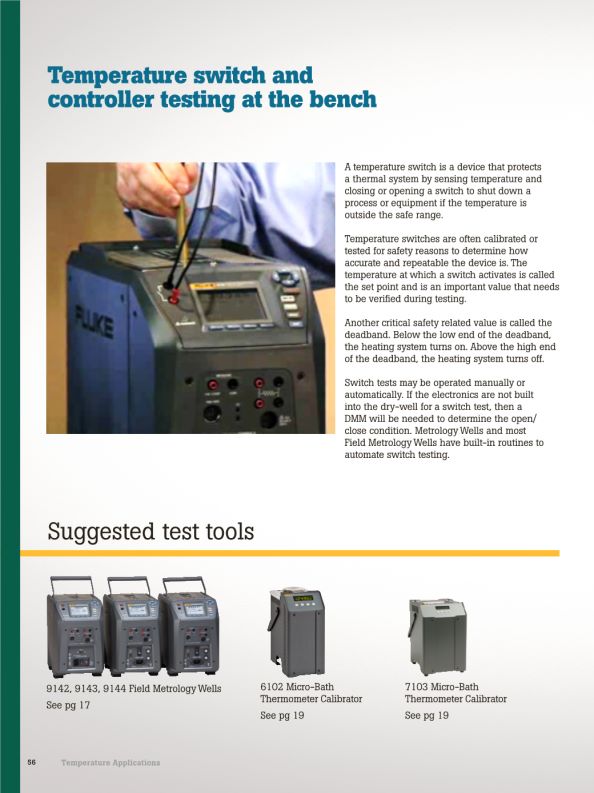 Temperature switch and
controller testing at the bench
A temperature switch is a device that protects
a thermal system by sensing temperature and
closing or opening a switch to shut down a
process or equipment if the temperature is
outside the safe range.
Temperature switches are often calibrated or
tested for safety reasons to determine how
accurate and repeatable the device is. The
temperature at which a switch activates is called
the set point and is an important value that needs
to be verified during testing.
Another critical safety related value is called the
deadband. Below the low end of the deadband,
the heating system turns on. Above the high end
of the deadband, the heating system turns off.
Switch tests may be operated manually or
automatically. If the electronics are not built
into the dry-well for a switch test, then a
DMM will be needed to determine the open/
close condition. Metrology Wells and most
Field Metrology Wells have built-in routines to
automate switch testing.
FLUKE
Suggested test tools
9142, 9143, 9144 Field Metrology Wells
See pg 17
6102 Micro-Bath
Thermometer Calibrator
See pg 19
7103 Micro-Bath
Thermometer Calibrator
See pg 19
56 Temperature Applications